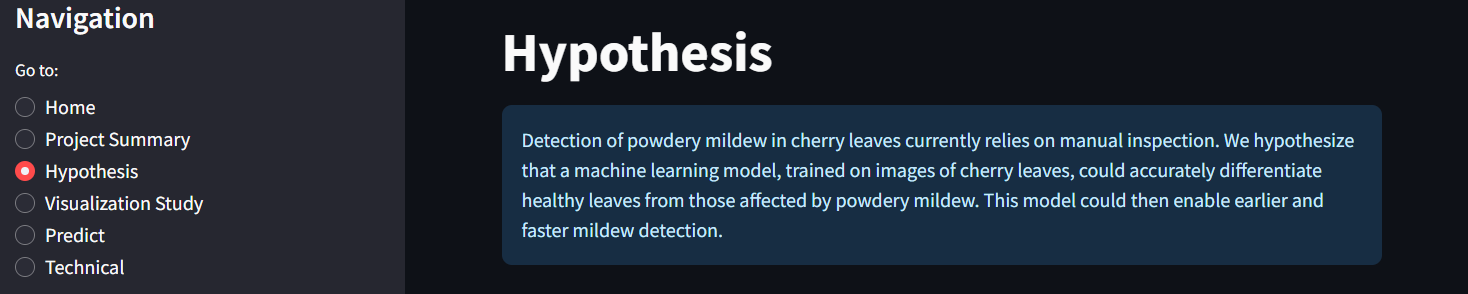 Navigation
Go to:
Home
Project Summary
Hypothesis
Visualization Study
Predict
Technical
Hypothesis
Detection of powdery mildew in cherry leaves currently relies on manual inspection. We hypothesize
that a machine learning model, trained on images of cherry leaves, could accurately differentiate
healthy leaves from those affected by powdery mildew. This model could then enable earlier and
faster mildew detection.